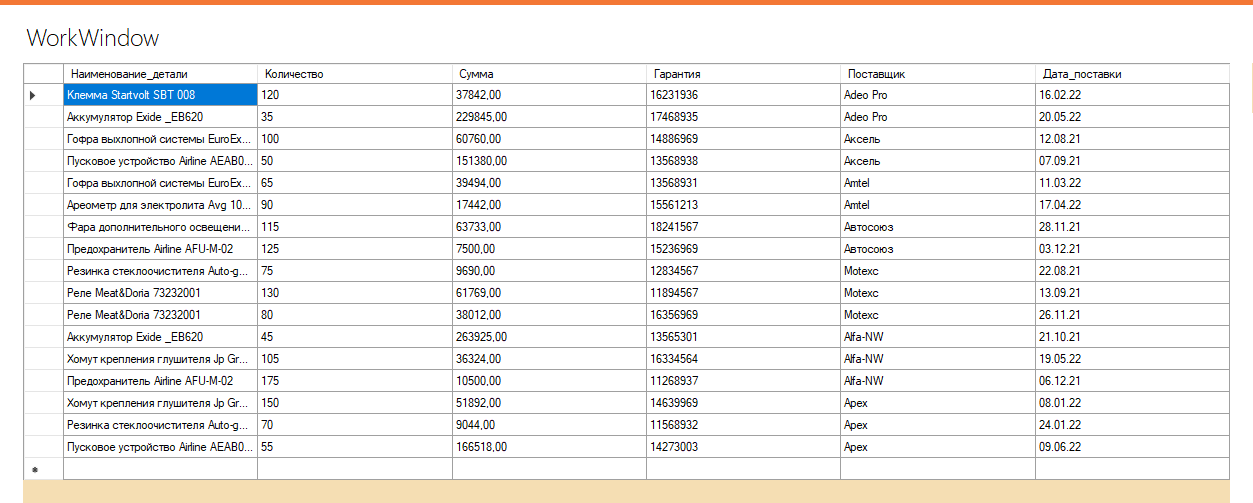 WorkWindow
Наименование_детали Количество Сумма Гарантия Поставщик Дата_поставки
Клемма Startvolt SBT 008 120 37842,00 16231936 Adeo Pro 16.02.22
Аккумулятор Exide _EB620 35 229845,00 17468935 Adeo Pro 20.05.22
Гофра выхлопной системы EuroEx... 100 60760,00 14886969 Аксель 12.08.21
Пусковое устройство Airline AEAB0... 50 151380,00 13568938 Аксель 07.09.21
Гофра выхлопной системы EuroEx... 65 39494,00 13568931 Amtel 11.03.22
Ареометр для электролита Avg 10... 90 17442,00 15561213 Amtel 17.04.22
Фара дополнительного освещени... 115 63733,00 18241567 Автосоюз 28.11.21
Предохранитель Airline AFU-M-02 125 7500,00 15236969 Автосоюз 03.12.21
Резинка стеклоочистителя Auto-g... 75 9690,00 12834567 Мотехс 22.08.21
Реле Meat&Doria 73232001 130 61769,00 11894567 Мотехс 13.09.21
Реле Meat&Doria 73232001 80 38012,00 16356969 Мотехс 26.11.21
Аккумулятор Exide _EB620 45 263925,00 13565301 Alfa-NW 21.10.21
Хомут крепления глушителя Jp Gr... 105 36324,00 16334564 Alfa-NW 19.05.22
Предохранитель Airline AFU-M-02 175 10500,00 11268937 Alfa-NW 06.12.21
Хомут крепления глушителя Jp Gr... 150 51892,00 14639969 Apex 08.01.22
Резинка стеклоочистителя Auto-g... 70 9044,00 11568932 Apex 24.01.22
Пусковое устройство Airline AEAB0... 55 166518,00 14273003 Apex 09.06.22